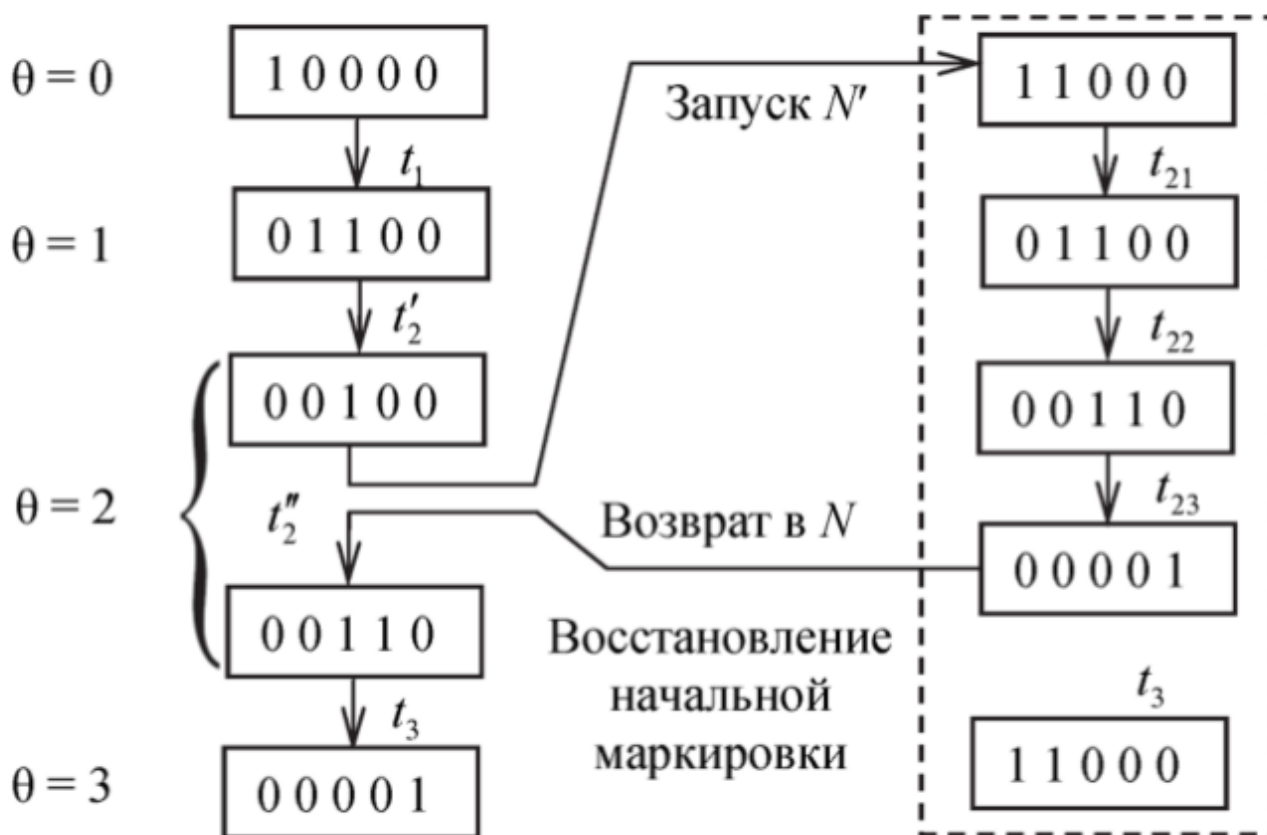 θ = 0
1 0 0 0 0
t₁
θ = 1
0 1 1 0 0
t′₂
0 0 1 0 0
θ = 2
t″₂
0 0 1 1 0
t₃
θ = 3
0 0 0 0 1
Запуск N′
Возврат в N
Восстановление
начальной
маркировки
1 1 0 0 0
t₂₁
0 1 1 0 0
t₂₂
0 0 1 1 0
t₂₃
0 0 0 0 1
t₃
1 1 0 0 0